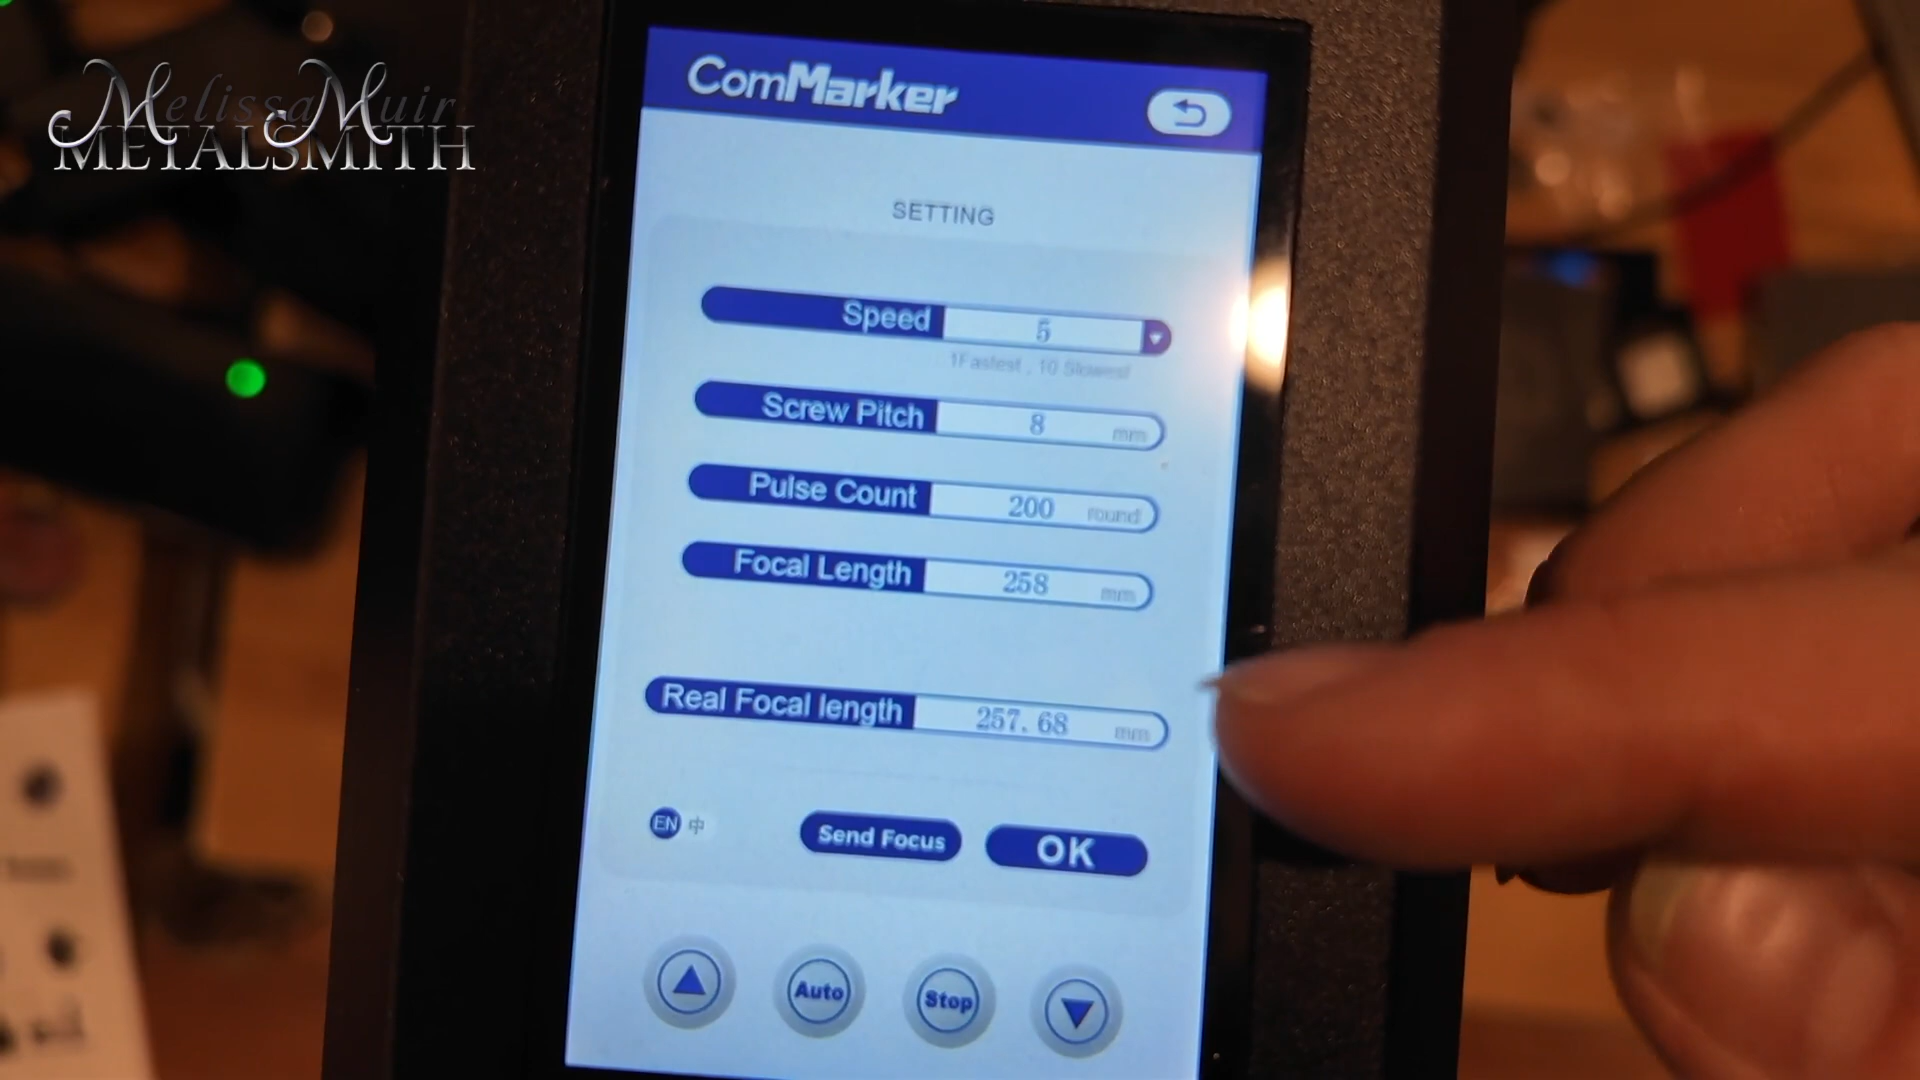 Melissa Muir
METALSMITH
ComMarker
SETTING
Speed 5
1Fastest . 10 Slowest
Screw Pitch 8 mm
Pulse Count 200 round
Focal Length 258 mm
Real Focal length 257.68 mm
EN 中 Send Focus OK
Auto Stop